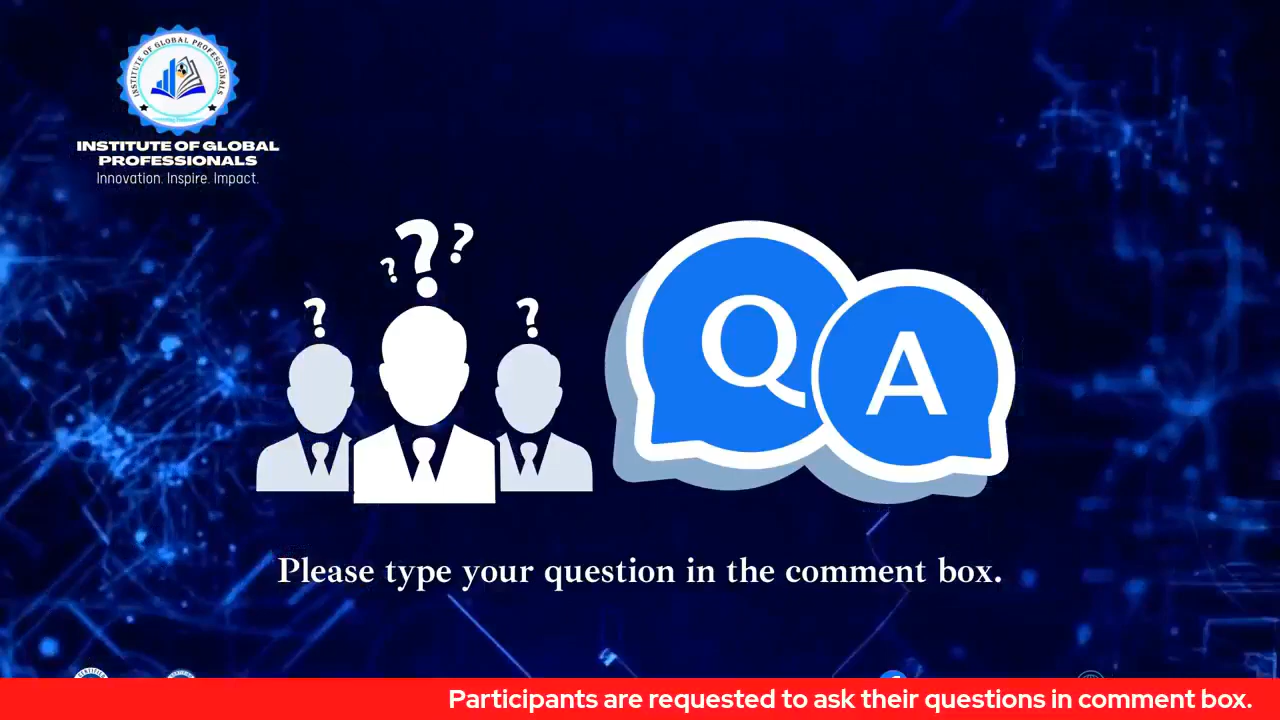 INSTITUTE OF GLOBAL PROFESSIONALS
INSTITUTE OF GLOBAL
PROFESSIONALS
Innovation. Inspire. Impact.
? ? ?
? ?
Q A
Please type your question in the comment box.
Participants are requested to ask their questions in comment box.